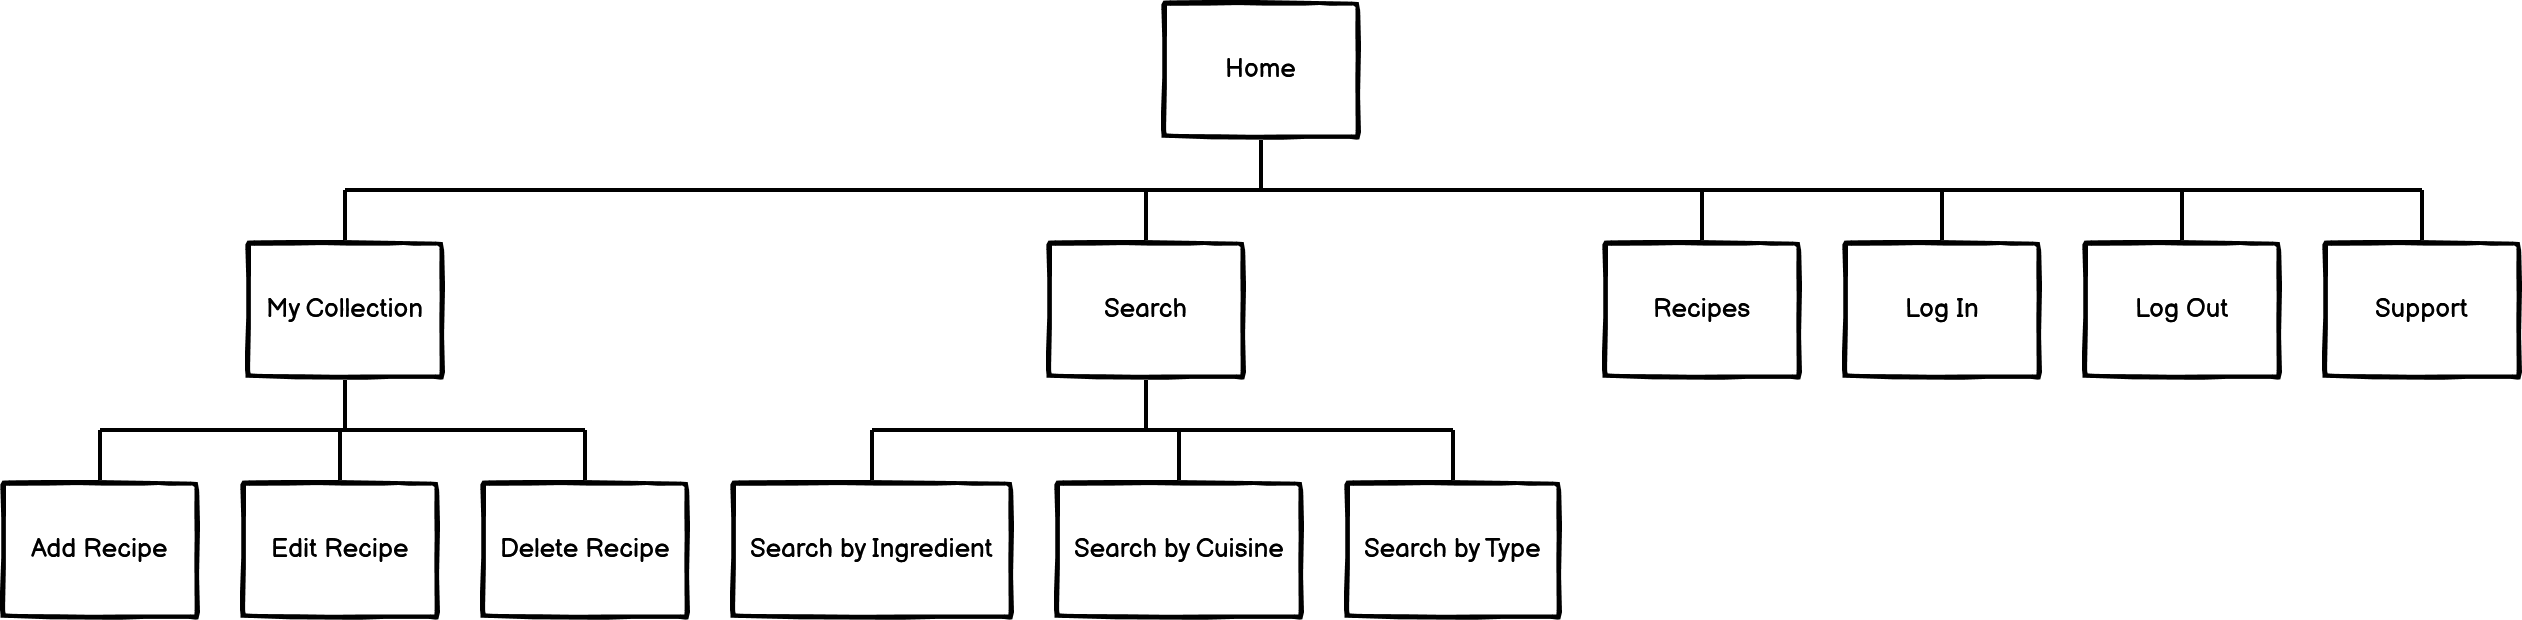 Home
My Collection
Search
Recipes
Log In
Log Out
Support
Add Recipe
Edit Recipe
Delete Recipe
Search by Ingredient
Search by Cuisine
Search by Type